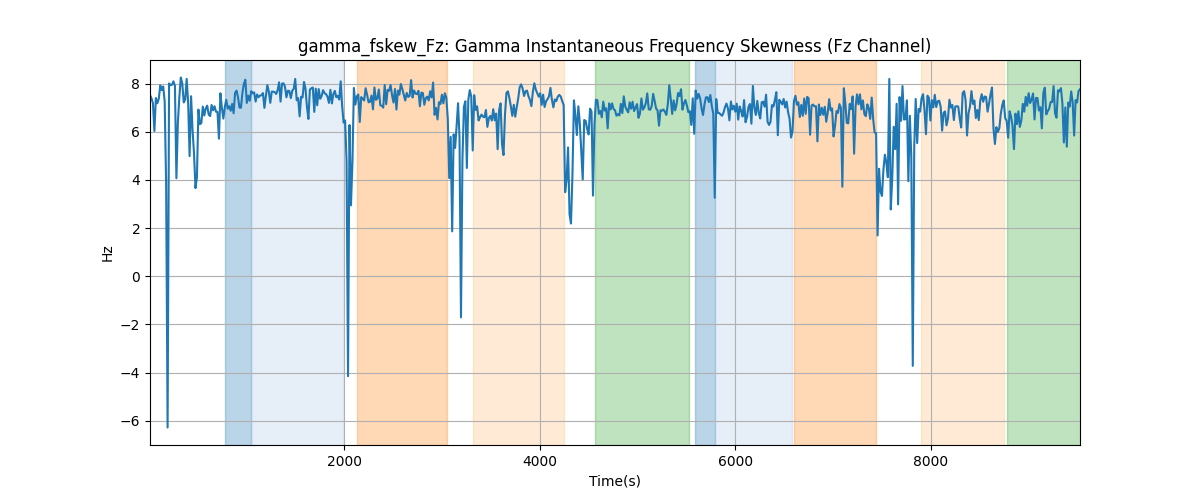 gamma_fskew_Fz: Gamma Instantaneous Frequency Skewness (Fz Channel)
8
6
4
2
0
−2
−4
−6
Hz
2000 4000 6000 8000
Time(s)